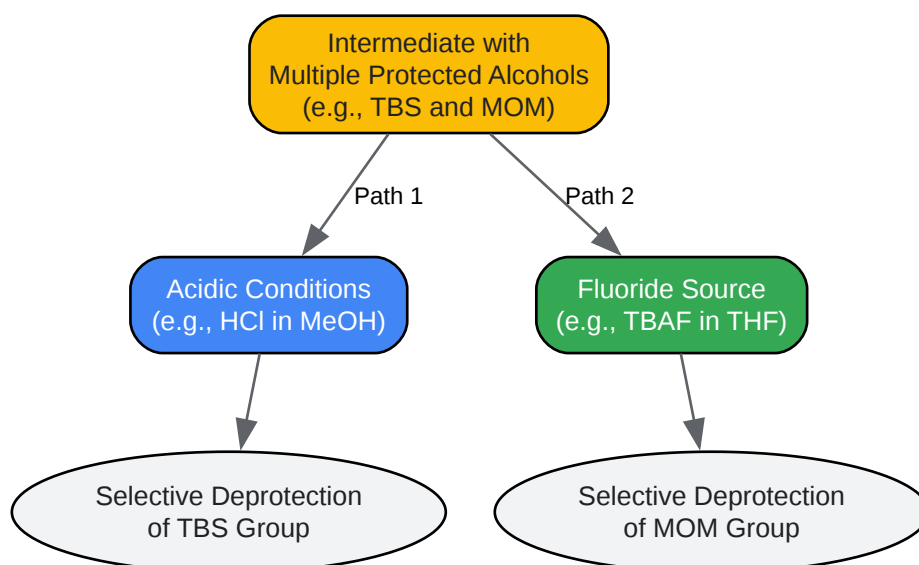 Intermediate with
Multiple Protected Alcohols
(e.g., TBS and MOM)
Path 1
Path 2
Acidic Conditions
(e.g., HCl in MeOH)
Fluoride Source
(e.g., TBAF in THF)
Selective Deprotection
of TBS Group
Selective Deprotection
of MOM Group